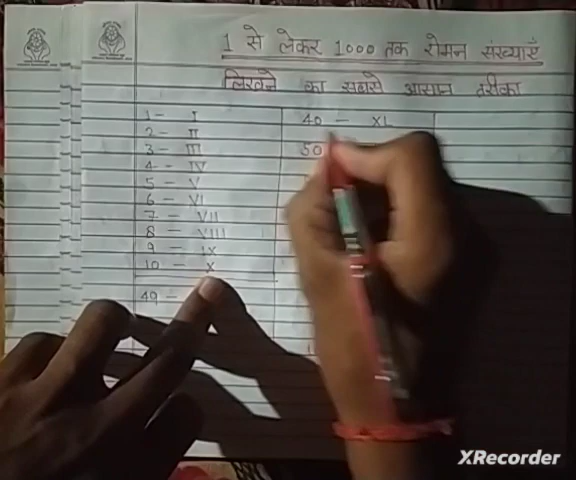 1 से लेकर 1000 तक रोमन संख्याएँ
लिखने का सबसे आसान तरीका
1 - I
2 - II
3 - III
4 - IV
5 - V
6 - VI
7 - VII
8 - VIII
9 - IX
10 - X
49 -
40 - XL
50
XRecorder